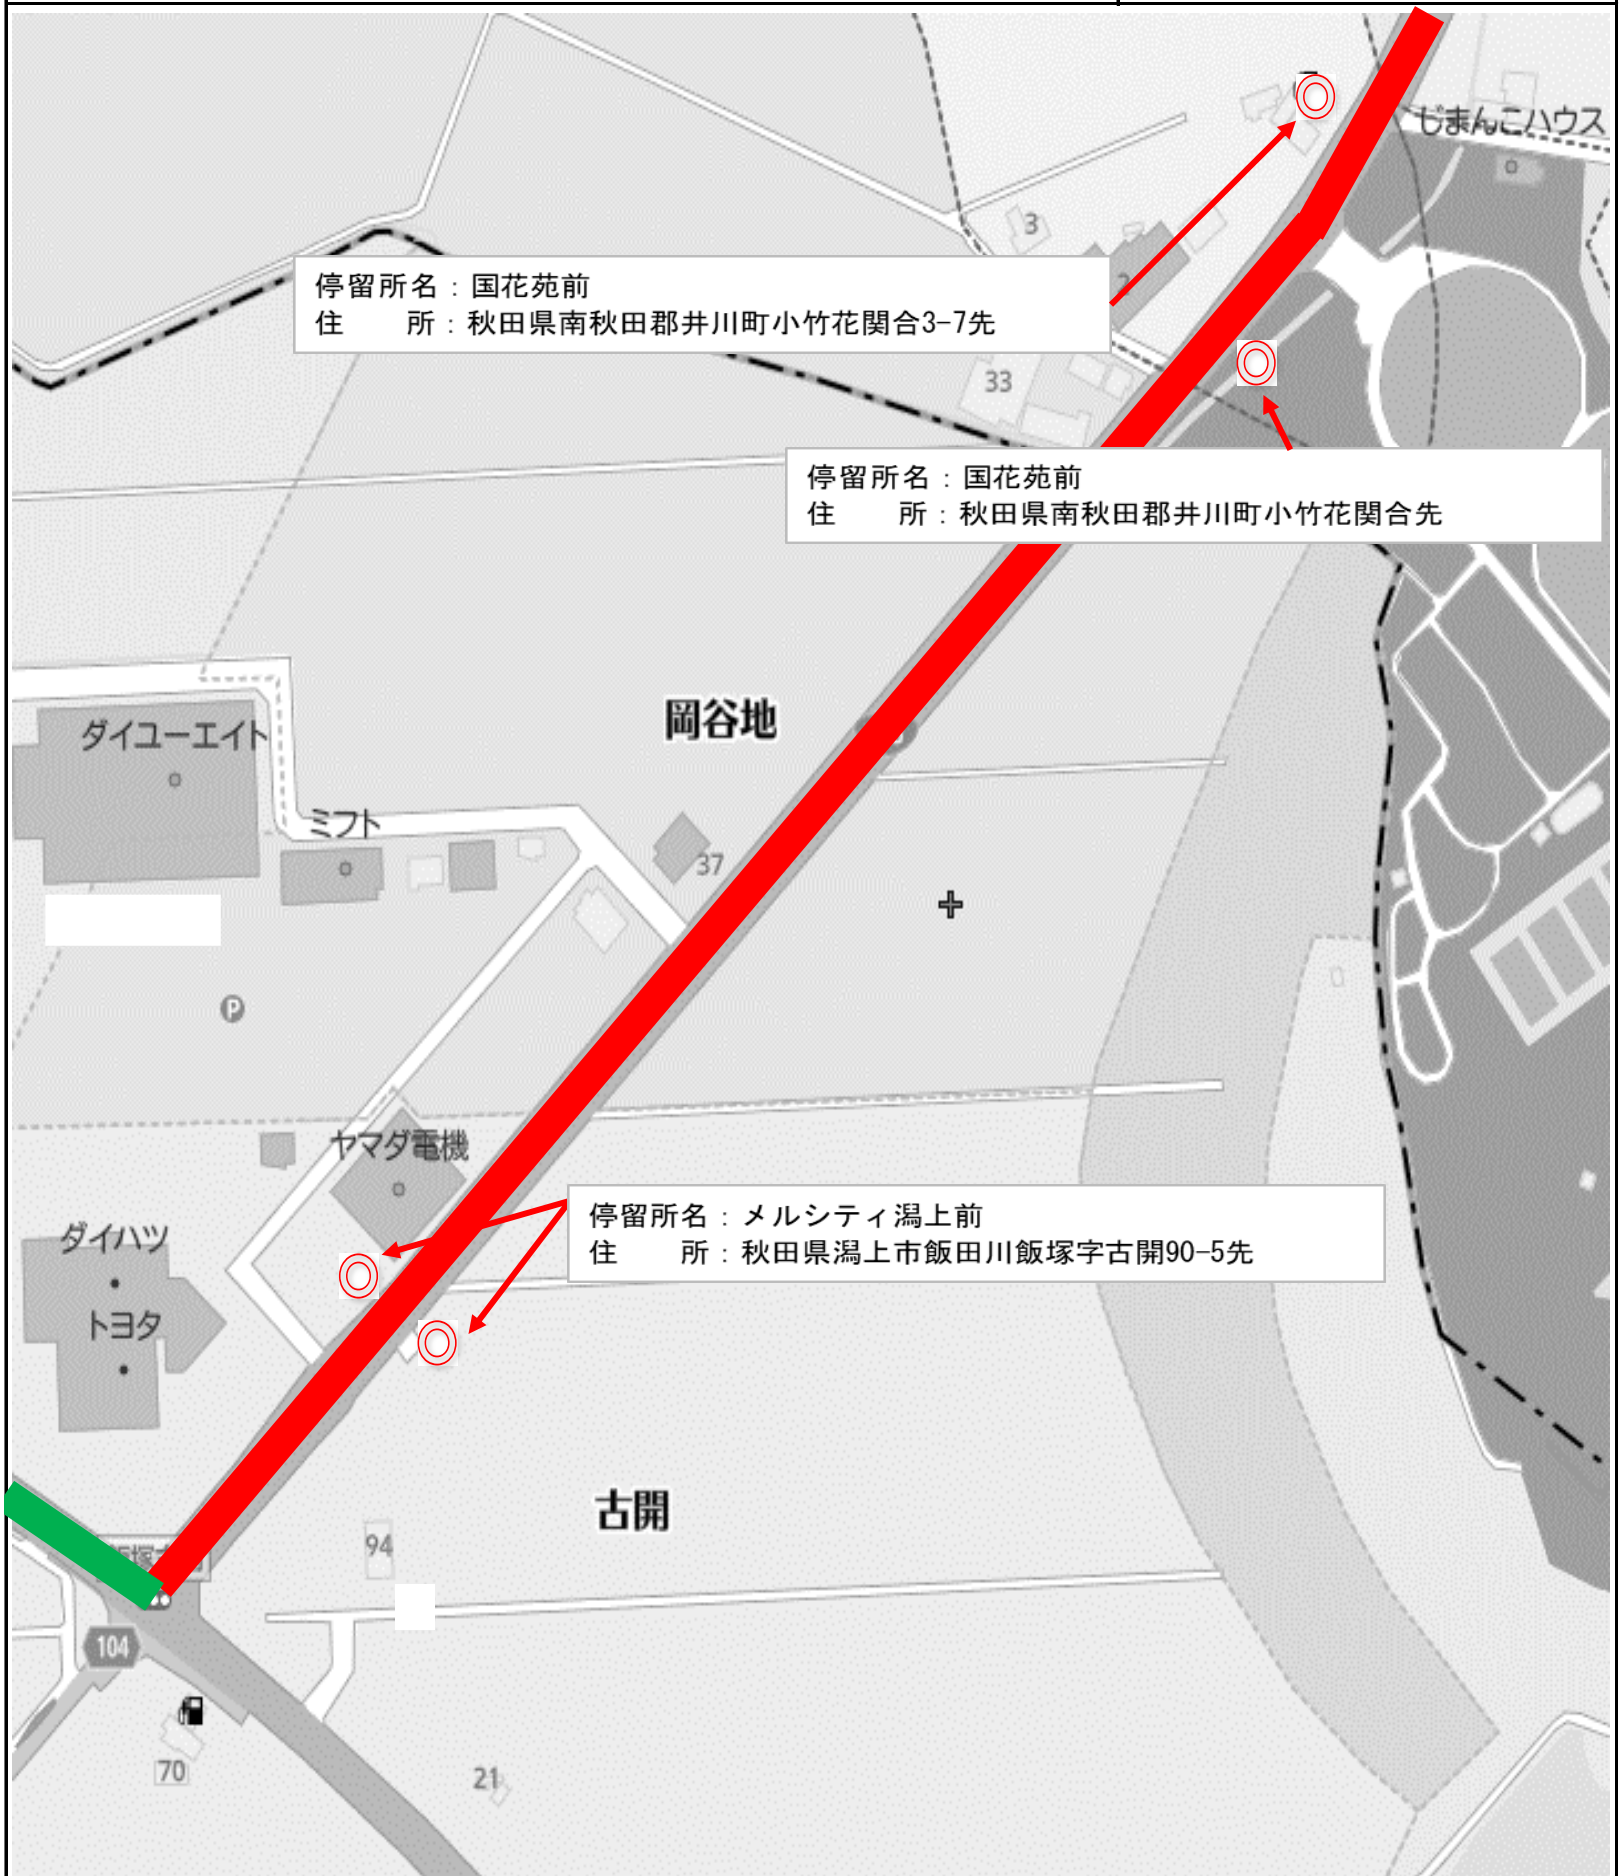 じまんこハウス
3
停留所名：国花苑前
住　　所：秋田県南秋田郡井川町小竹花関合3-7先
33
停留所名：国花苑前
住　　所：秋田県南秋田郡井川町小竹花関合先
岡谷地
ダイユーエイト
ミフト
37
P
ヤマダ電機
停留所名：メルシティ潟上前
住　　所：秋田県潟上市飯田川飯塚字古開90-5先
ダイハツ
トヨタ
古開
94
104
70
21